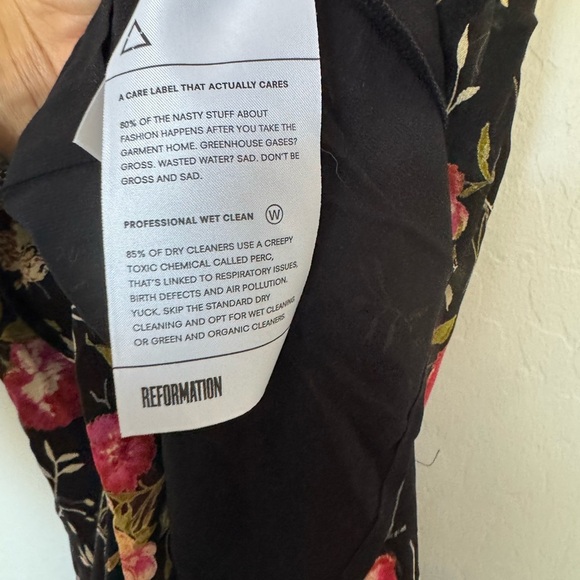 A CARE LABEL THAT ACTUALLY CARES
80% OF THE NASTY STUFF ABOUT
FASHION HAPPENS AFTER YOU TAKE THE
GARMENT HOME. GREENHOUSE GASES?
GROSS. WASTED WATER? SAD. DON'T BE
GROSS AND SAD.
PROFESSIONAL WET CLEAN W
85% OF DRY CLEANERS USE A CREEPY
TOXIC CHEMICAL CALLED PERC,
THAT'S LINKED TO RESPIRATORY ISSUES,
BIRTH DEFECTS AND AIR POLLUTION.
YUCK. SKIP THE STANDARD DRY
CLEANING AND OPT FOR WET CLEANING
OR GREEN AND ORGANIC CLEANERS.
REFORMATION